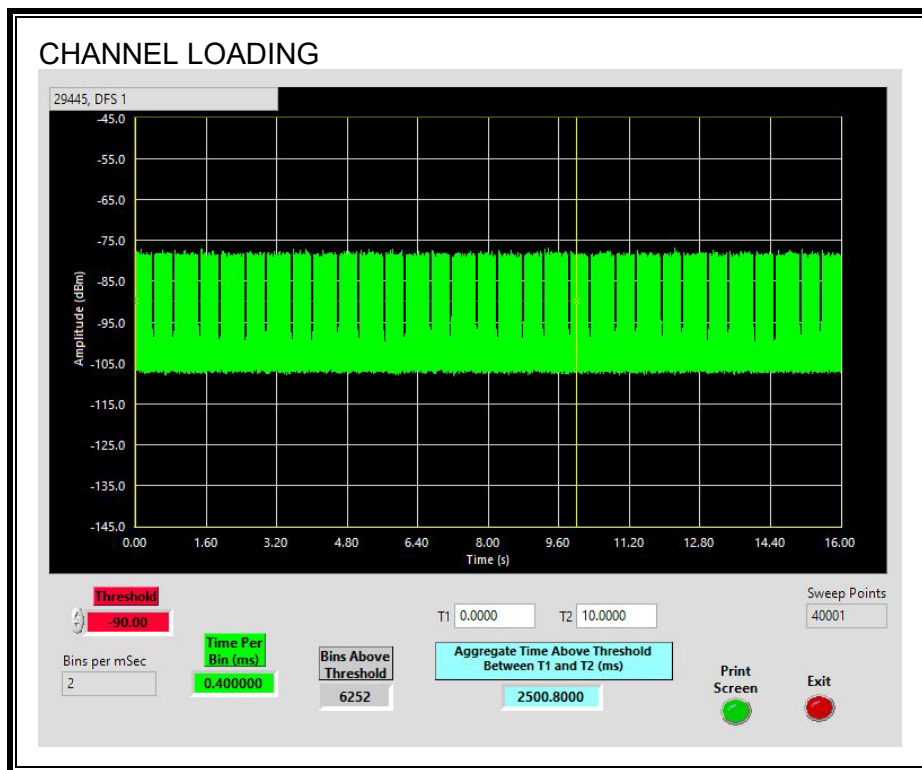 CHANNEL LOADING
29445, DFS 1
-45.0
-55.0
-65.0
-75.0
-85.0
-95.0
-105.0
-115.0
-125.0
-135.0
-145.0
Amplitude (dBm)
0.00 1.60 3.20 4.80 6.40 8.00 9.60 11.20 12.80 14.40 16.00
Time (s)
Threshold
-90.00
Bins per mSec
2
Time Per
Bin (ms)
0.400000
Bins Above
Threshold
6252
T1 0.0000 T2 10.0000
Aggregate Time Above Threshold
Between T1 and T2 (ms)
2500.8000
Sweep Points
40001
Print
Screen
Exit